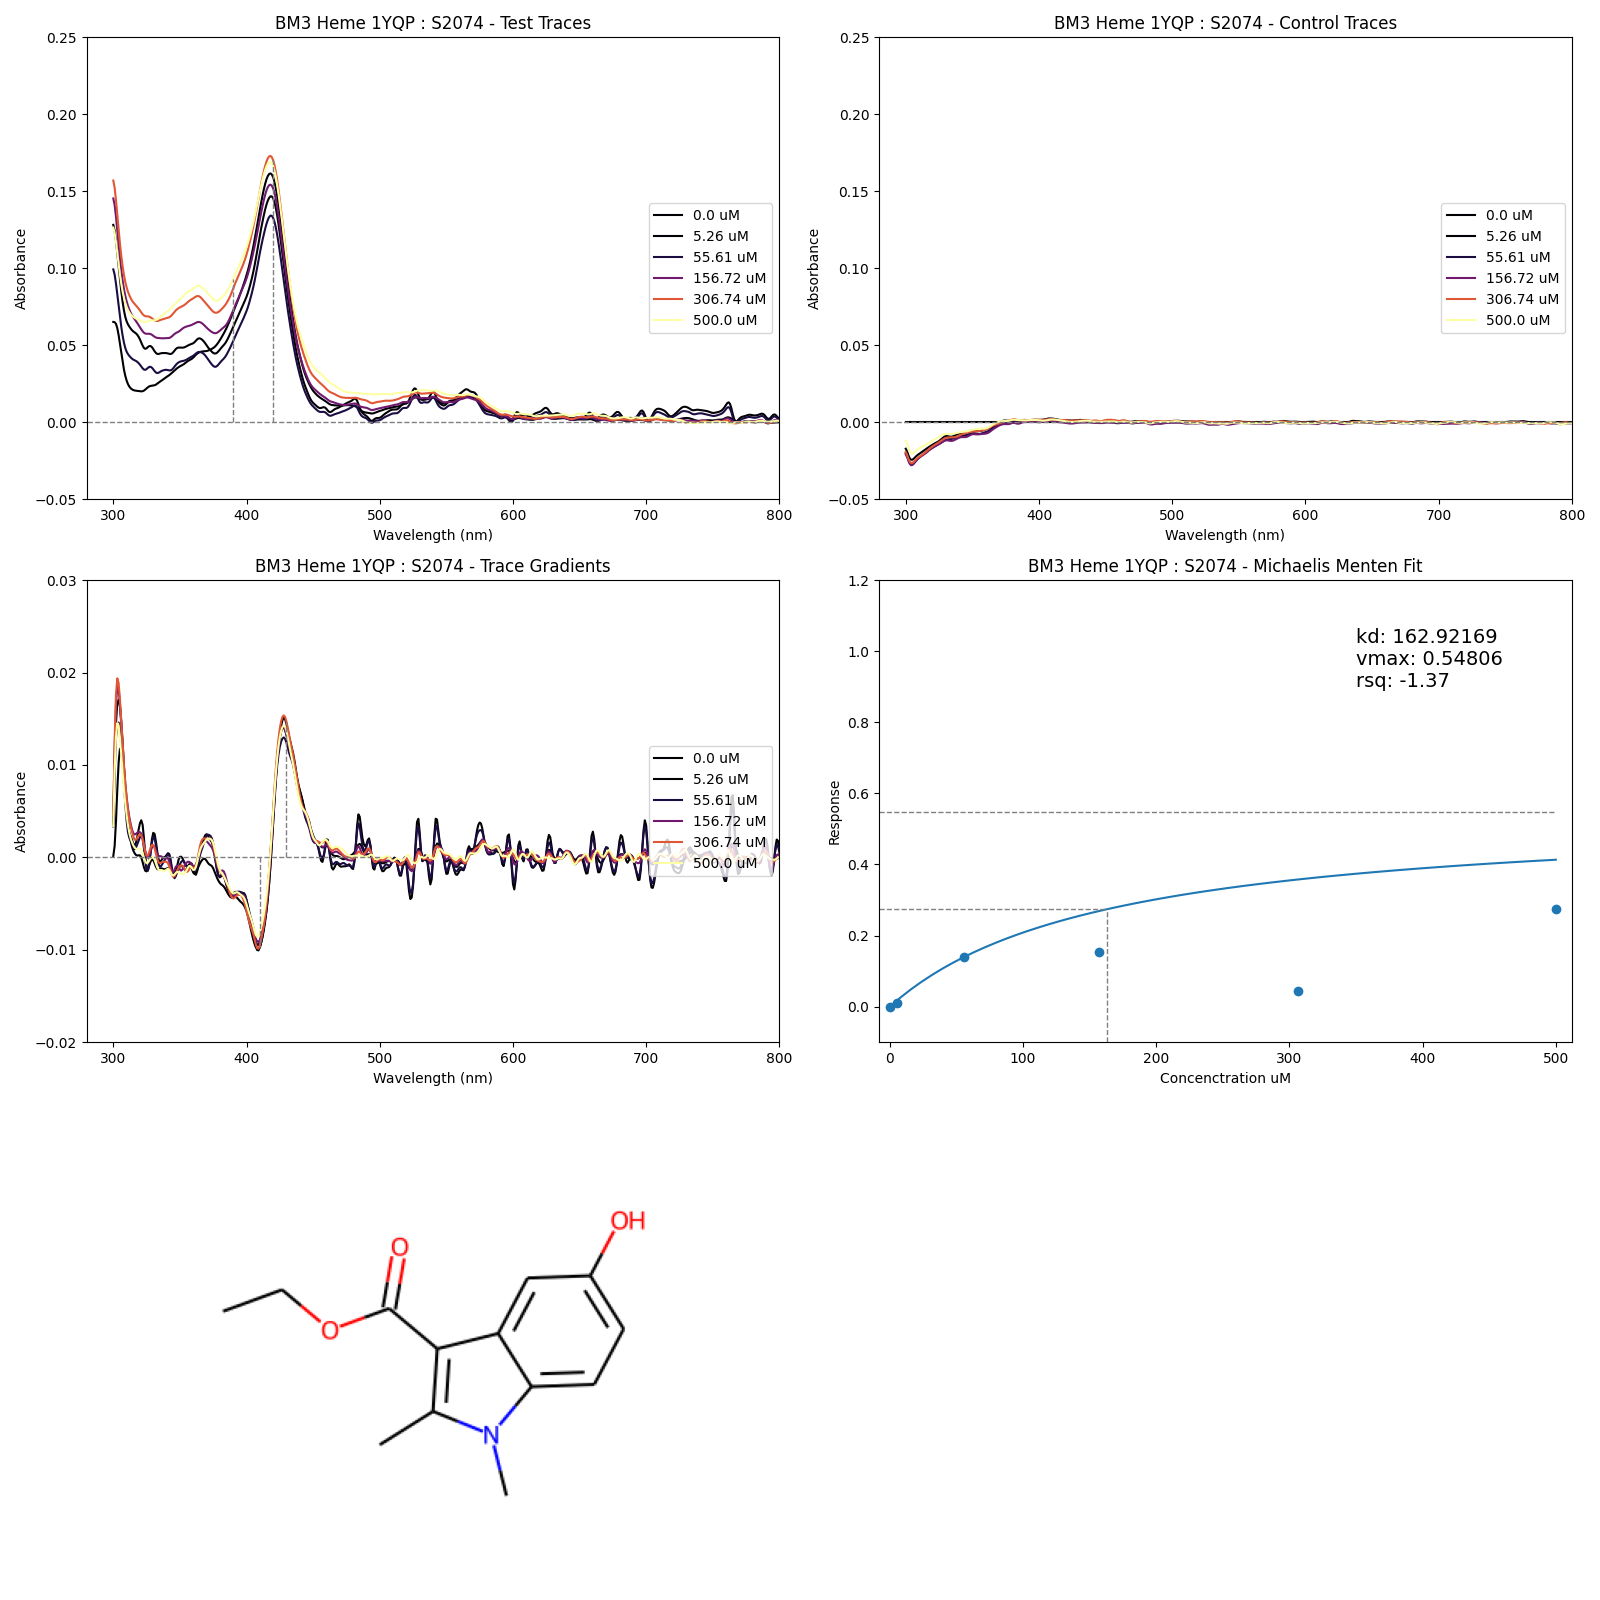 BM3 Heme 1YQP : S2074 - Test Traces
0.25
0.20
0.15
0.10
0.05
0.00
−0.05
Absorbance
300
400
500
600
700
800
Wavelength (nm)
0.0 uM
5.26 uM
55.61 uM
156.72 uM
306.74 uM
500.0 uM
BM3 Heme 1YQP : S2074 - Control Traces
0.25
0.20
0.15
0.10
0.05
0.00
−0.05
Absorbance
300
400
500
600
700
800
Wavelength (nm)
0.0 uM
5.26 uM
55.61 uM
156.72 uM
306.74 uM
500.0 uM
BM3 Heme 1YQP : S2074 - Trace Gradients
0.03
0.02
0.01
0.00
−0.01
−0.02
Absorbance
300
400
500
600
700
800
Wavelength (nm)
0.0 uM
5.26 uM
55.61 uM
156.72 uM
306.74 uM
500.0 uM
BM3 Heme 1YQP : S2074 - Michaelis Menten Fit
1.2
1.0
0.8
0.6
0.4
0.2
0.0
Response
0
100
200
300
400
500
Concenctration uM
kd: 162.92169
vmax: 0.54806
rsq: -1.37
OH
O
O
N